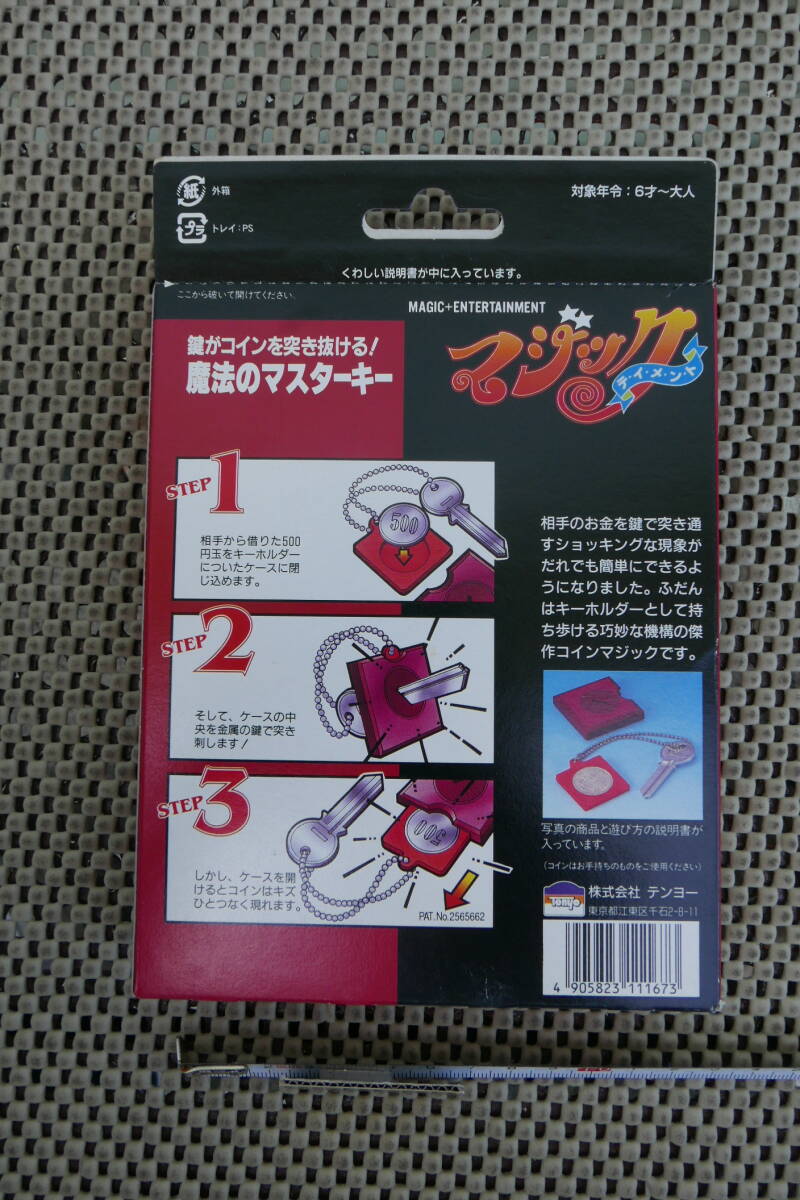 紙 外箱
プラ トレイ:PS
対象年令:6才〜大人
くわしい説明書が中に入っています。
ここから破いて開けてください。
MAGIC+ENTERTAINMENT
マジック
テ・イ・メ・ン・ト
鍵がコインを突き抜ける!
魔法のマスターキー
STEP 1
相手から借りた500
円玉をキーホルダー
についたケースに閉
じ込めます。
500
STEP 2
そして、ケースの中
央を金属の鍵で突き
刺します!
STEP 3
しかし、ケースを開
けるとコインはキズ
ひとつなく現れます。
500
PAT.No.2565662
相手のお金を鍵で突き通
すショッキングな現象が
だれでも簡単にできるよ
うになりました。ふだん
はキーホルダーとして持
ち歩ける巧妙な機構の傑
作コインマジックです。
写真の商品と遊び方の説明書が
入っています。
(コインはお手持ちのものをご使用ください)
Tenyo
株式会社 テンヨー
東京都江東区千石2-8-11
4 905823 111673